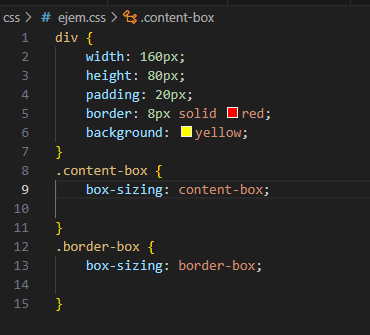 css > # ejem.css > .content-box
1 div {
2 width: 160px;
3 height: 80px;
4 padding: 20px;
5 border: 8px solid red;
6 background: yellow;
7 }
8 .content-box {
9 box-sizing: content-box;
10
11 }
12 .border-box {
13 box-sizing: border-box;
14
15 }